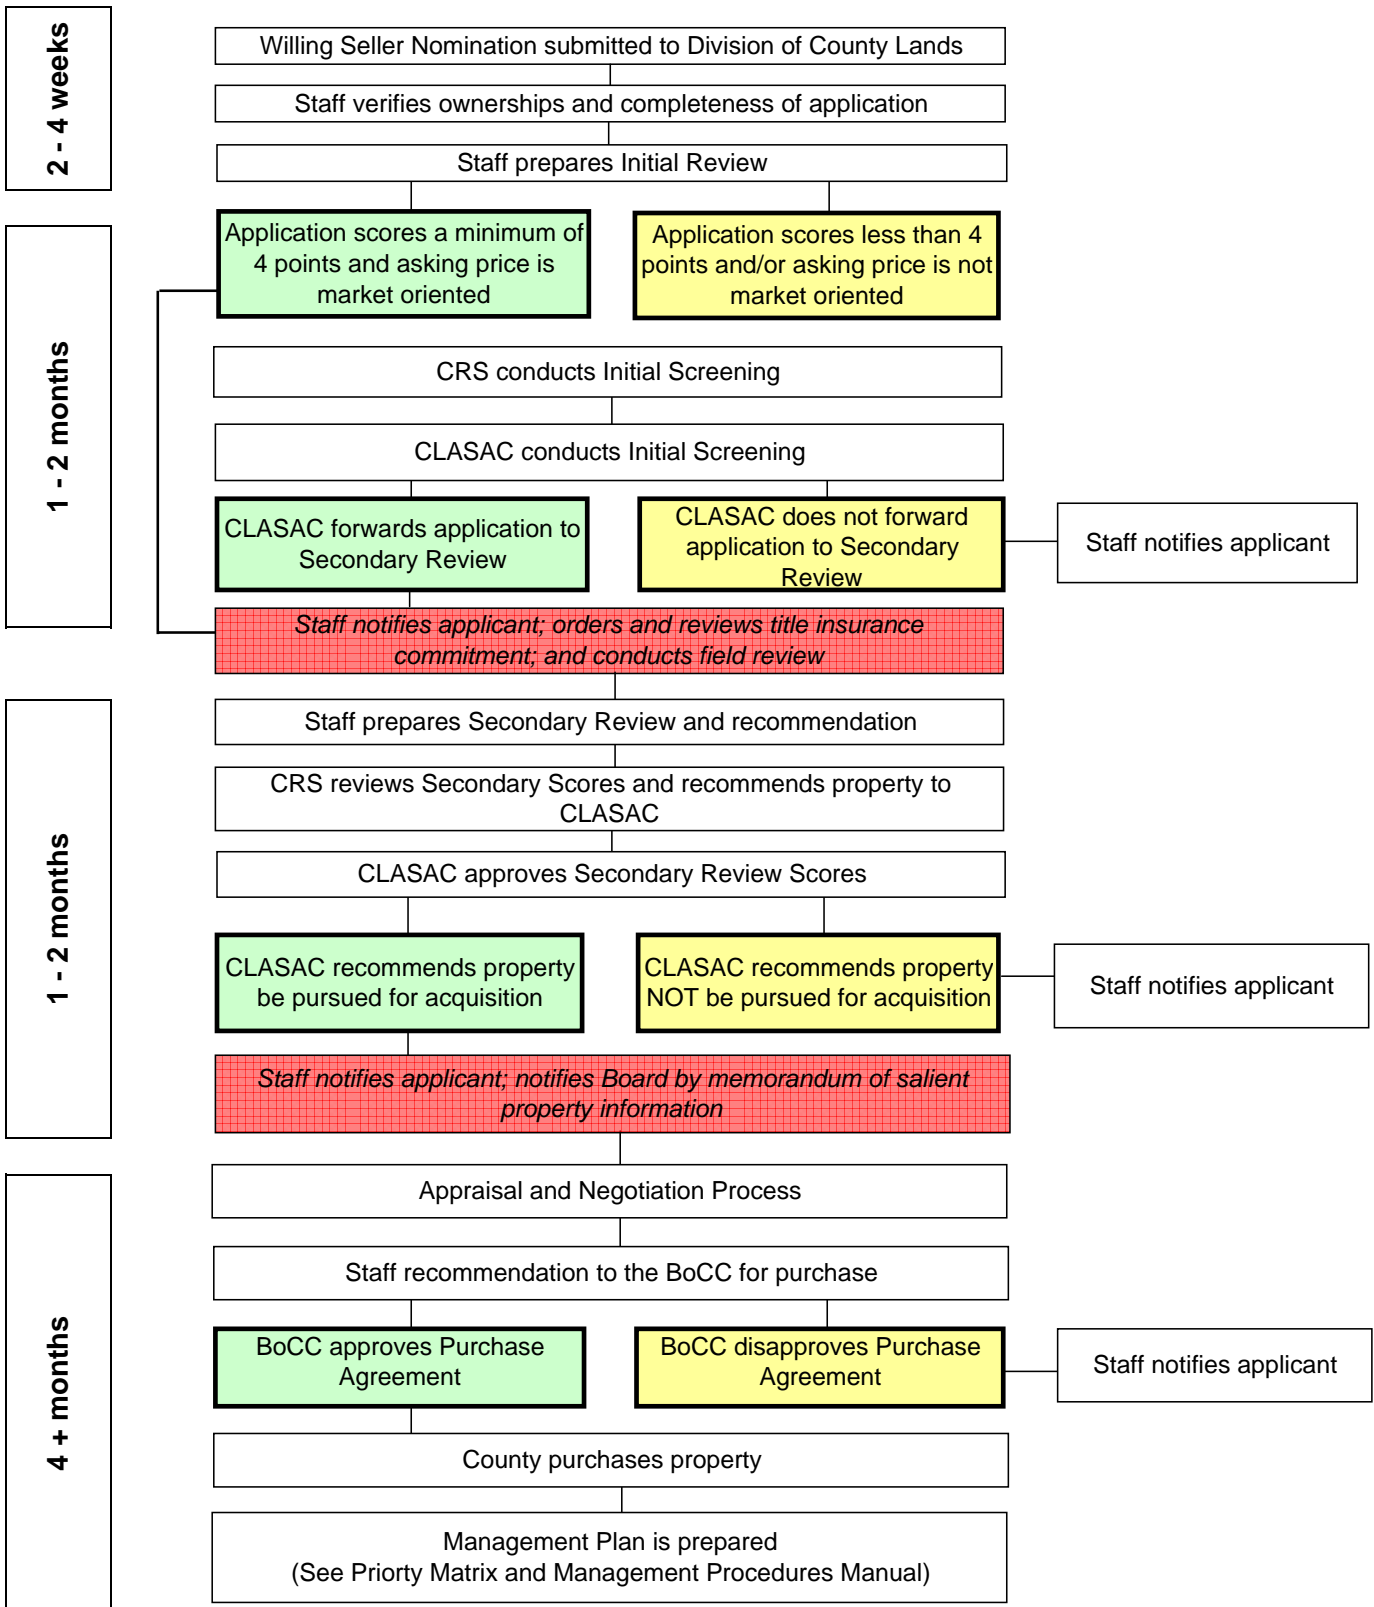 2 - 4 weeks
Willing Seller Nomination submitted to Division of County Lands
Staff verifies ownerships and completeness of application
Staff prepares Initial Review
1 - 2 months
Application scores a minimum of
4 points and asking price is
market oriented
Application scores less than 4
points and/or asking price is not
market oriented
CRS conducts Initial Screening
CLASAC conducts Initial Screening
CLASAC forwards application to
Secondary Review
CLASAC does not forward
application to Secondary
Review
Staff notifies applicant
Staff notifies applicant; orders and reviews title insurance
commitment; and conducts field review
1 - 2 months
Staff prepares Secondary Review and recommendation
CRS reviews Secondary Scores and recommends property to
CLASAC
CLASAC approves Secondary Review Scores
CLASAC recommends property
be pursued for acquisition
CLASAC recommends property
NOT be pursued for acquisition
Staff notifies applicant
Staff notifies applicant; notifies Board by memorandum of salient
property information
4 + months
Appraisal and Negotiation Process
Staff recommendation to the BoCC for purchase
BoCC approves Purchase
Agreement
BoCC disapproves Purchase
Agreement
Staff notifies applicant
County purchases property
Management Plan is prepared
(See Priorty Matrix and Management Procedures Manual)